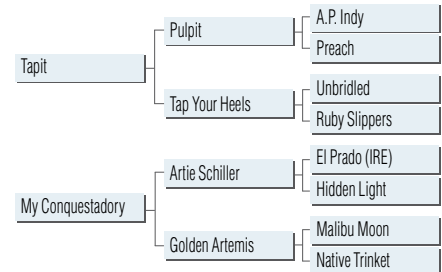 A.P. Indy
Pulpit
Preach
Tapit
Unbridled
Tap Your Heels
Ruby Slippers
El Prado (IRE)
Artie Schiller
Hidden Light
My Conquestadory
Malibu Moon
Golden Artemis
Native Trinket